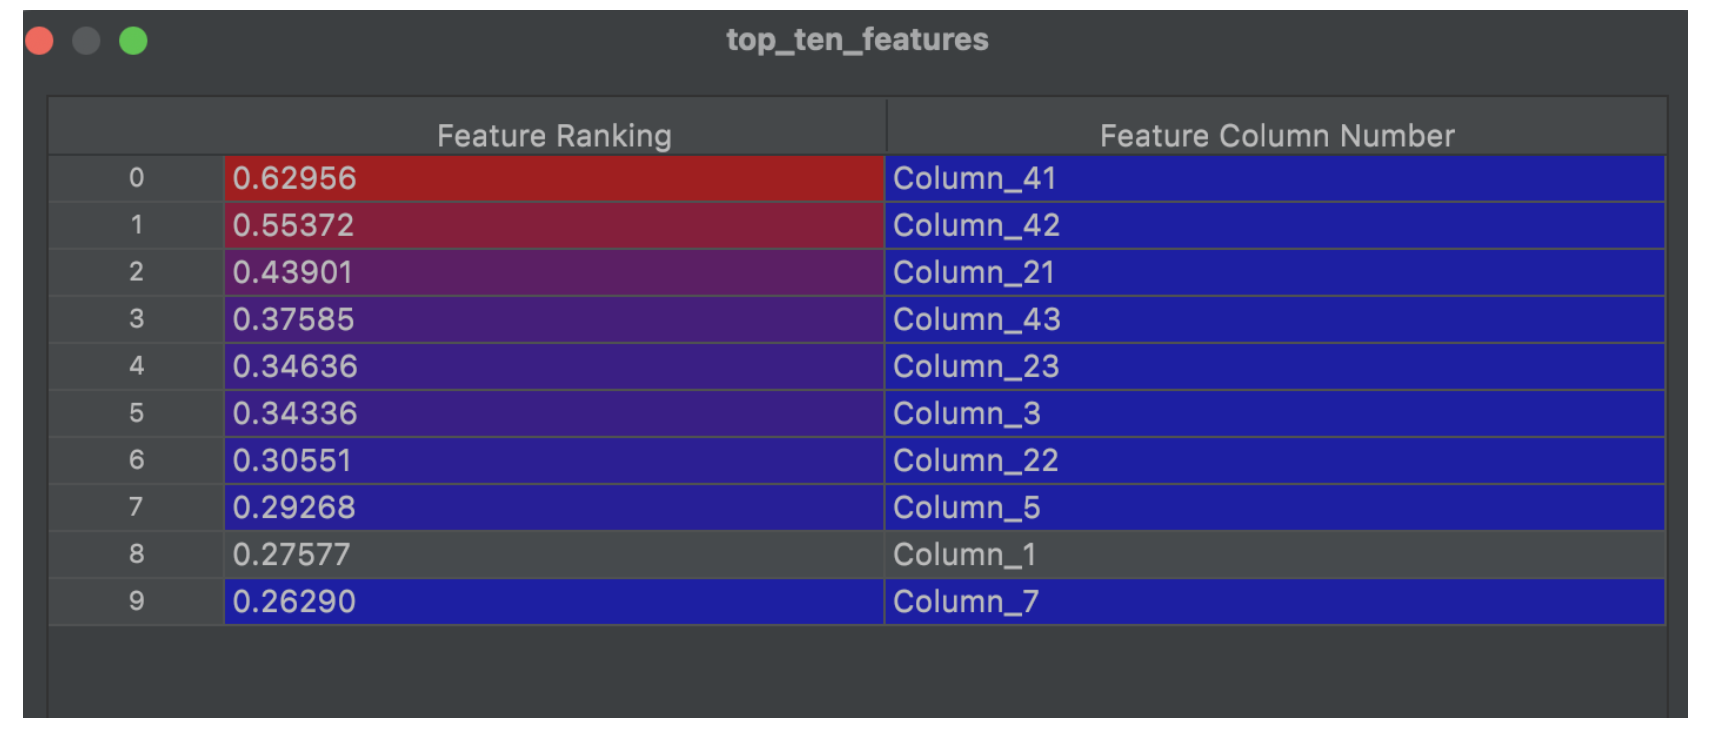 top_ten_features
Feature Ranking Feature Column Number
0 0.62956 Column_41
1 0.55372 Column_42
2 0.43901 Column_21
3 0.37585 Column_43
4 0.34636 Column_23
5 0.34336 Column_3
6 0.30551 Column_22
7 0.29268 Column_5
8 0.27577 Column_1
9 0.26290 Column_7